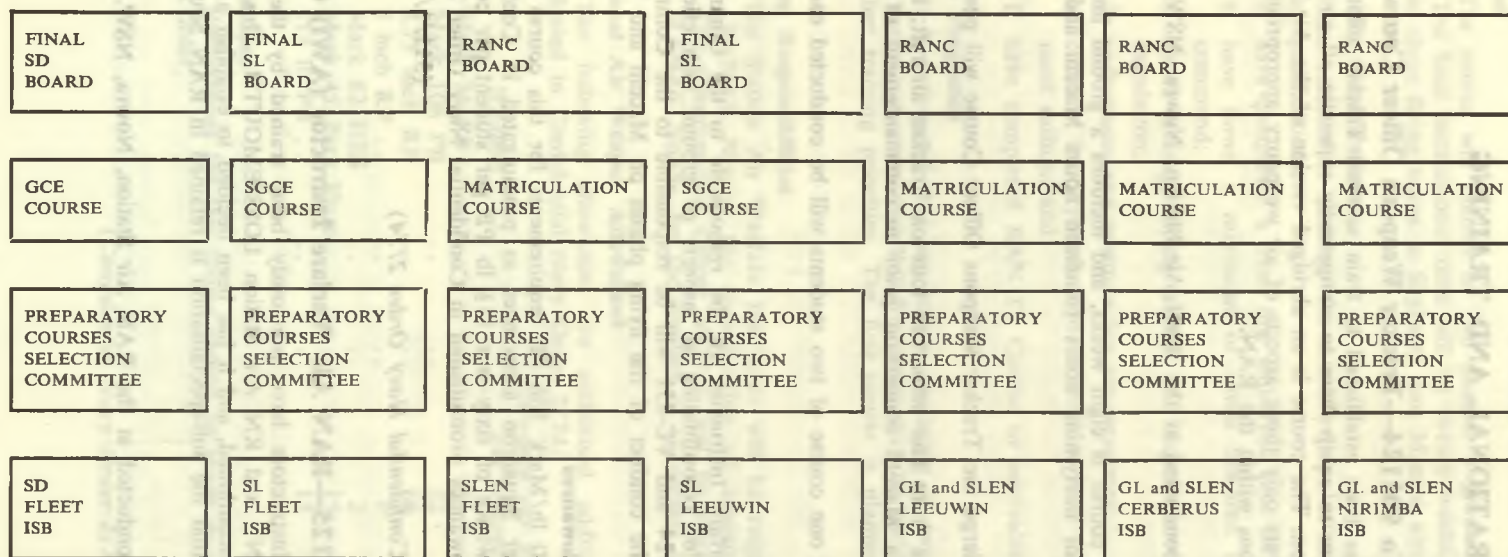 FINAL
SD
BOARD
FINAL
SL
BOARD
RANC
BOARD
FINAL
SL
BOARD
RANC
BOARD
RANC
BOARD
RANC
BOARD
GCE
COURSE
SGCE
COURSE
MATRICULATION
COURSE
SGCE
COURSE
MATRICULATION
COURSE
MATRICULATION
COURSE
MATRICULATION
COURSE
PREPARATORY
COURSES
SELECTION
COMMITTEE
PREPARATORY
COURSES
SELECTION
COMMITTEE
PREPARATORY
COURSES
SELECTION
COMMITTEE
PREPARATORY
COURSES
SELECTION
COMMITTEE
PREPARATORY
COURSES
SELECTION
COMMITTEE
PREPARATORY
COURSES
SELECTION
COMMITTEE
PREPARATORY
COURSES
SELECTION
COMMITTEE
SD
FLEET
ISB
SL
FLEET
ISB
SLEN
FLEET
ISB
SL
LEEUWIN
ISB
GL and SLEN
LEEUWIN
ISB
GL and SLEN
CERBERUS
ISB
GL and SLEN
NIRIMBA
ISB